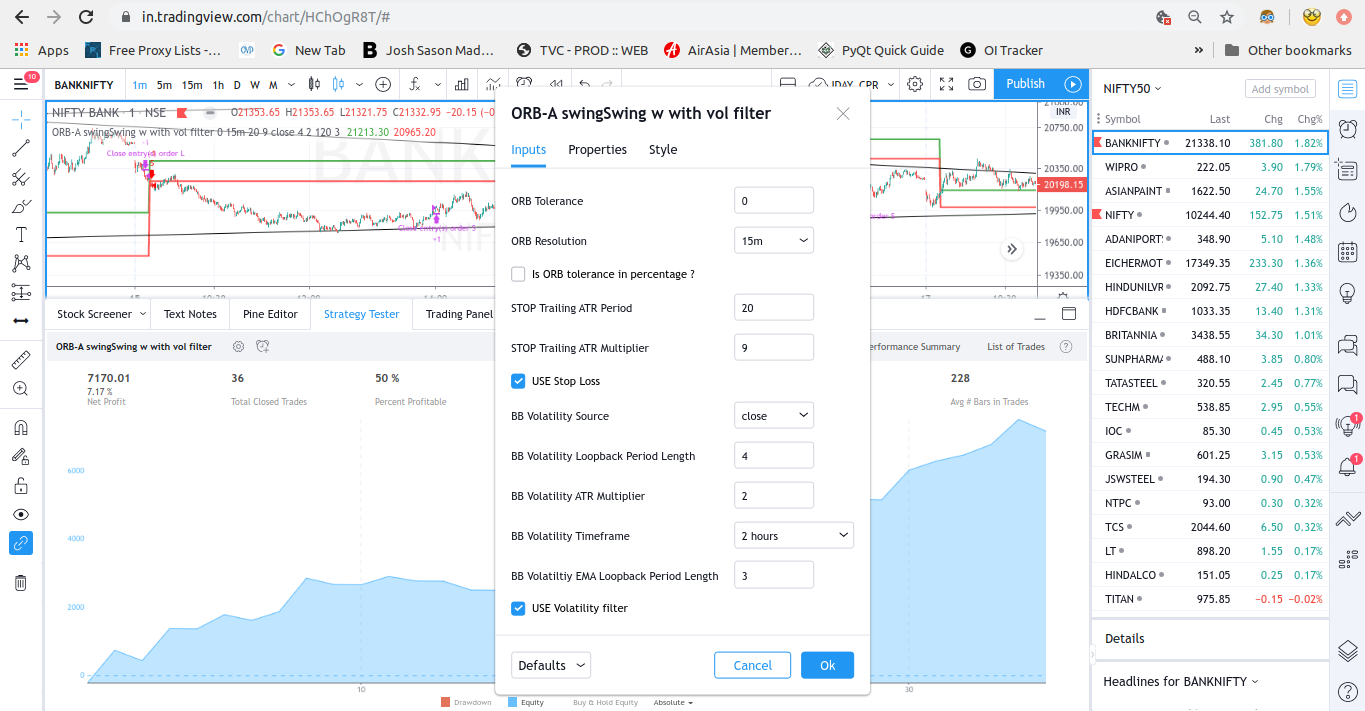 in.tradingview.com/chart/HChOgR8T/#
Apps Free Proxy Lists -... New Tab Josh Sason Mad... TVC - PROD :: WEB AirAsia | Member... PyQt Quick Guide OI Tracker » Other bookmarks
10 BANKNIFTY 1m 5m 15m 1h D W M Publish
NIFTY BANK · 1 · NSE O21353.65 H21353.65 L21321.75 C21332.95 −20.15
ORB-A swingSwing w with vol filter 0 15m 20 9 close 4 2 120 3 21213.30 20965.20
Close entry(s) order L
Close entry(s) order S
+1
INR
20750.00
20350.00
20198.15
19950.00
19650.00
19350.00
15 10:30 12:00 14:00 17 10:30
Stock Screener Text Notes Pine Editor Strategy Tester Trading Panel
ORB-A swingSwing w with vol filter
Performance Summary List of Trades
7170.01 36 50 % 228
7.17 %
Net Profit Total Closed Trades Percent Profitable Avg # Bars in Trades
6000
4000
2000
0
10 30
Drawdown Equity Buy & Hold Equity Absolute
ORB-A swingSwing w with vol filter
Inputs Properties Style
ORB Tolerance 0
ORB Resolution 15m
Is ORB tolerance in percentage ?
STOP Trailing ATR Period 20
STOP Trailing ATR Multiplier 9
USE Stop Loss
BB Volatility Source close
BB Volatility Loopback Period Length 4
BB Volatility ATR Multiplier 2
BB Volatility Timeframe 2 hours
BB Volatiltiy EMA Loopback Period Length 3
USE Volatility filter
Defaults Cancel Ok
NIFTY50 Add symbol
Symbol Last Chg Chg%
BANKNIFTY 21338.10 381.80 1.82%
WIPRO 222.05 3.90 1.79%
ASIANPAINT 1622.50 24.70 1.55%
NIFTY 10244.40 152.75 1.51%
ADANIPORTS 348.90 5.10 1.48%
EICHERMOT 17349.35 233.30 1.36%
HINDUNILVR 2092.75 27.40 1.33%
HDFCBANK 1033.35 13.40 1.31%
BRITANNIA 3438.55 34.30 1.01%
SUNPHARMA 488.10 3.85 0.80%
TATASTEEL 320.55 2.45 0.77%
TECHM 538.85 2.95 0.55%
IOC 85.30 0.45 0.53%
GRASIM 601.25 3.15 0.53%
JSWSTEEL 194.30 0.90 0.47%
NTPC 93.00 0.30 0.32%
TCS 2044.60 6.50 0.32%
LT 898.20 1.55 0.17%
HINDALCO 151.05 0.25 0.17%
TITAN 975.85 −0.15 −0.02%
Details
Headlines for BANKNIFTY
1
1